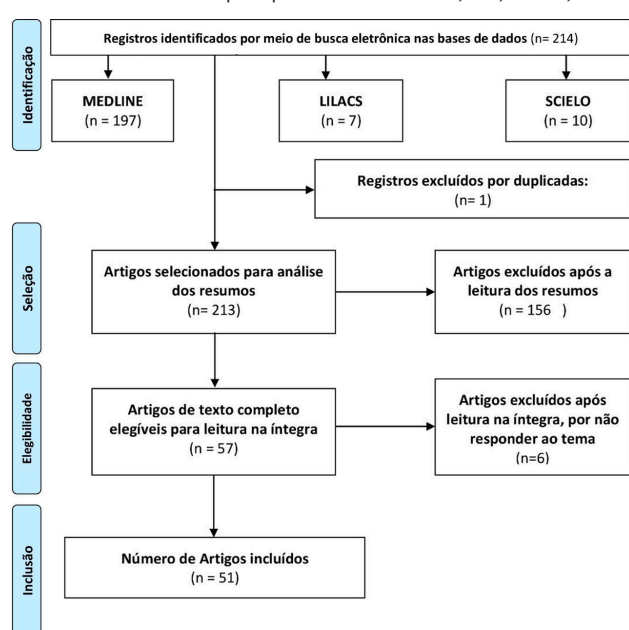 Registros identificados por meio de busca eletrônica nas bases de dados (n= 214)
Identificação
MEDLINE
(n = 197)
LILACS
(n = 7)
SCIELO
(n = 10)
Registros excluídos por duplicadas:
(n= 1)
Seleção
Artigos selecionados para análise
dos resumos
(n= 213)
Artigos excluídos após a
leitura dos resumos
(n = 156   )
Elegibilidade
Artigos de texto completo
elegíveis para leitura na íntegra
(n = 57)
Artigos excluídos após
leitura na íntegra, por não
responder ao tema
(n=6)
Inclusão
Número de Artigos incluídos
(n = 51)